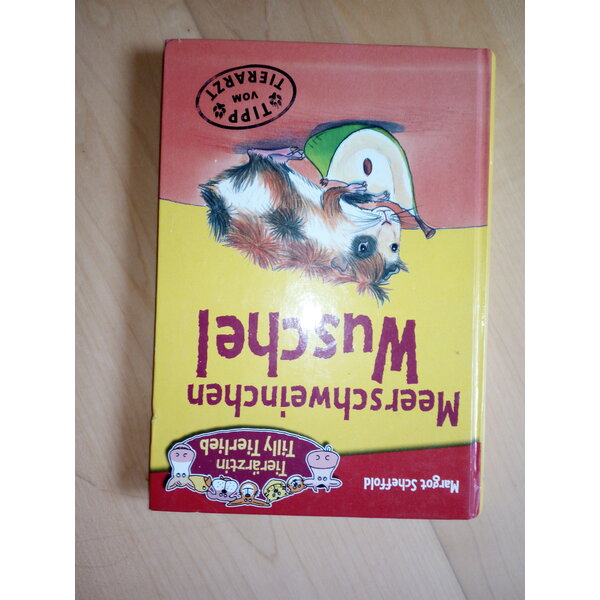 Margot Scheffold
Tierärztin
Tilly Tierlieb
Meerschweinchen
Wuschel
TIPP
VOM
TIERARZT